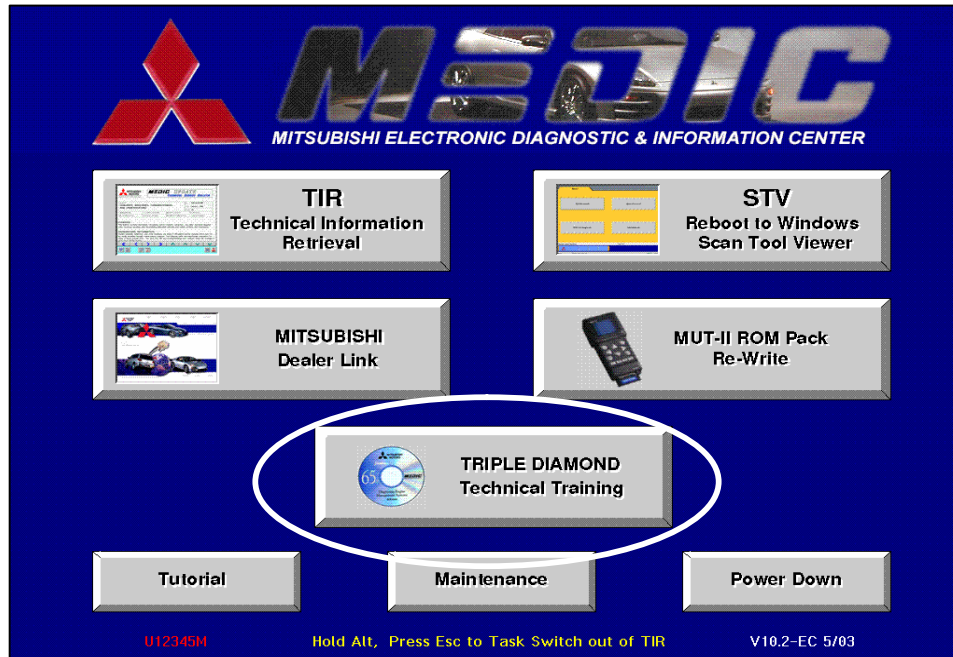 MEDIC
MITSUBISHI ELECTRONIC DIAGNOSTIC & INFORMATION CENTER
TIR
Technical Information
Retrieval
STV
Reboot to Windows
Scan Tool Viewer
MITSUBISHI
Dealer Link
MUT-II ROM Pack
Re-Write
65
MEDIC
TRIPLE DIAMOND
Technical Training
Tutorial
Maintenance
Power Down
U12345M
Hold Alt, Press Esc to Task Switch out of TIR
V10.2-EC 5/03